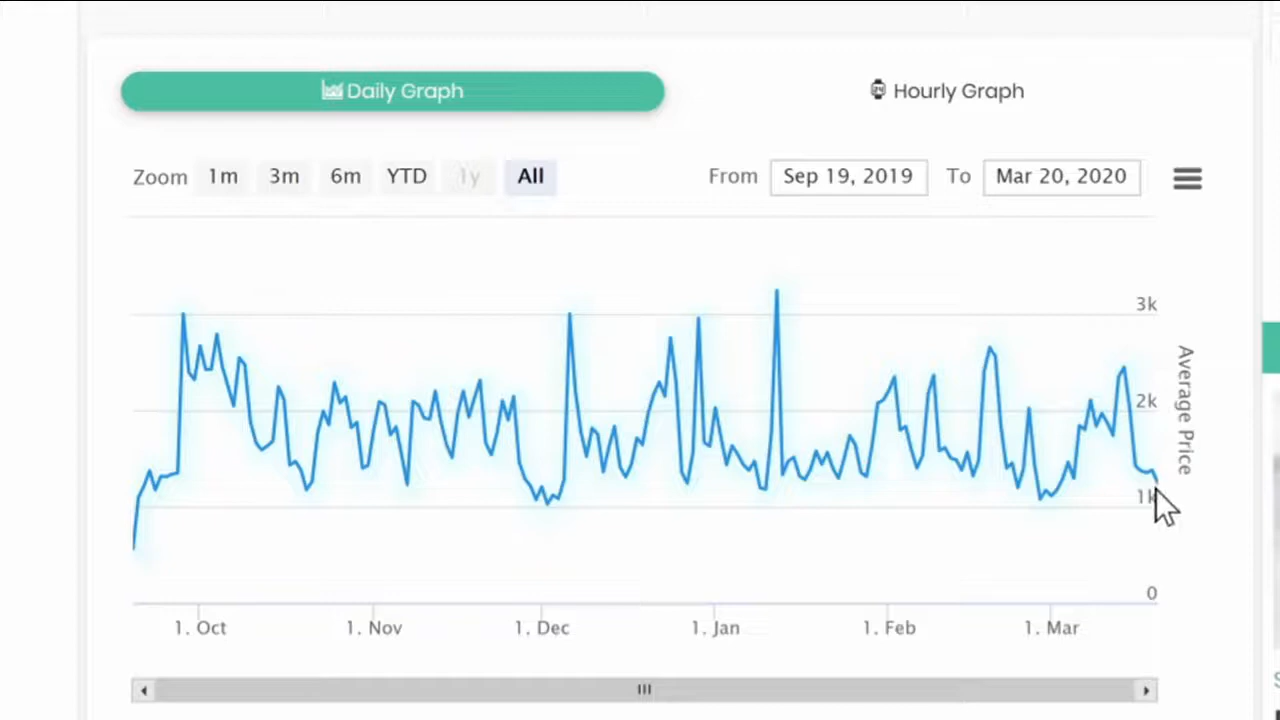 Daily Graph
Hourly Graph
Zoom 1m 3m 6m YTD 1y All From Sep 19, 2019 To Mar 20, 2020
3k
2k
1k
0
Average Price
1. Oct 1. Nov 1. Dec 1. Jan 1. Feb 1. Mar